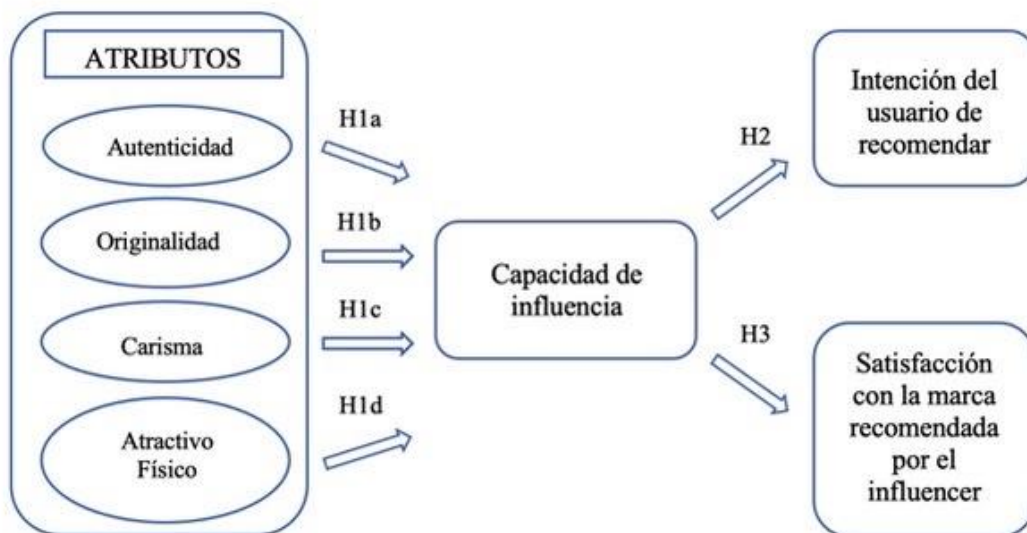 ATRIBUTOS
Autenticidad
Originalidad
Carisma
Atractivo
Físico
H1a
H1b
H1c
H1d
Capacidad de
influencia
H2
H3
Intención del
usuario de
recomendar
Satisfacción
con la marca
recomendada
por el
influencer